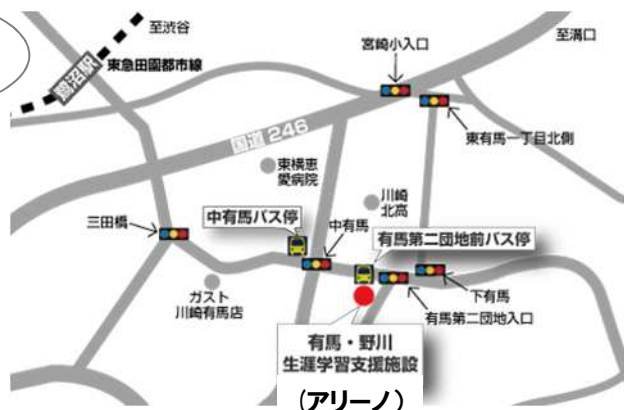 至渋谷
鷺沼駅
東急田園都市線
宮崎小入口
至溝口
国道246
東有馬一丁目北側
東横恵
愛病院
川崎
北高
三田橋
中有馬バス停
中有馬
有馬第二団地前バス停
ガスト
川崎有馬店
下有馬
有馬第二団地入口
有馬・野川
生涯学習支援施設
(アリーノ)